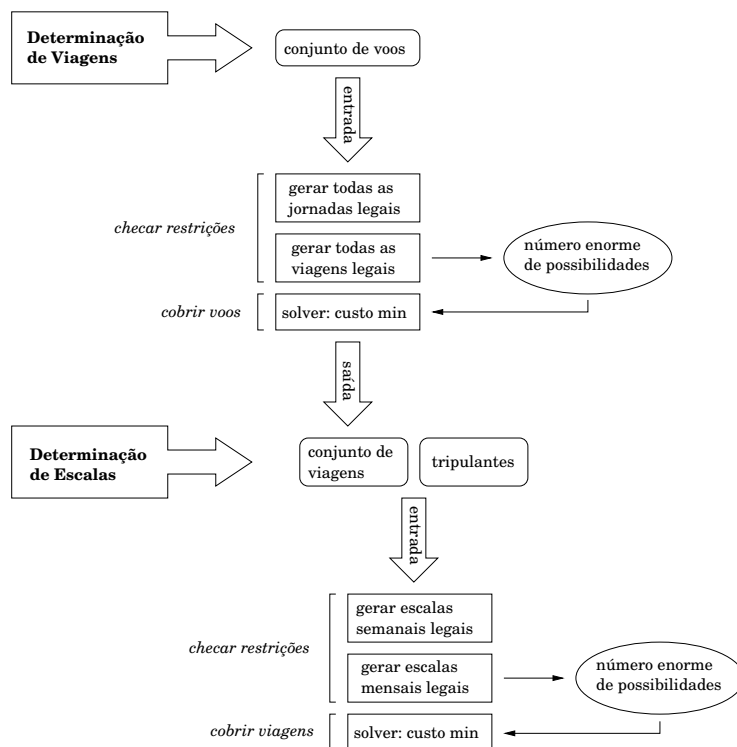 Determinação
de Viagens
conjunto de voos
entrada
gerar todas as
jornadas legais
checar restrições
gerar todas as
viagens legais
número enorme
de possibilidades
cobrir voos
solver: custo min
saída
Determinação
de Escalas
conjunto de
viagens
tripulantes
entrada
gerar escalas
semanais legais
checar restrições
gerar escalas
mensais legais
número enorme
de possibilidades
cobrir viagens
solver: custo min